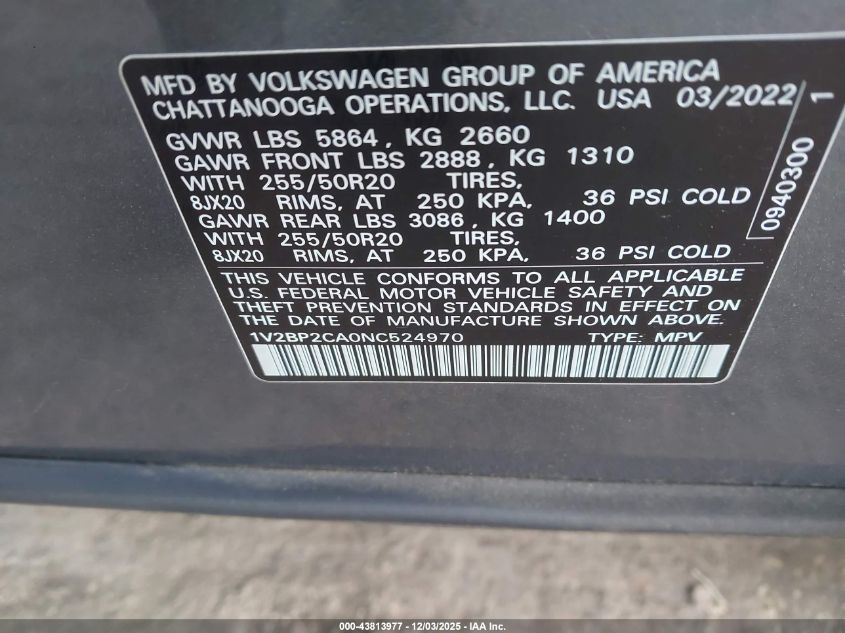 MFD BY VOLKSWAGEN GROUP OF AMERICA
CHATTANOOGA OPERATIONS, LLC. USA 03/2022
GVWR LBS 5864, KG 2660
GAWR FRONT LBS 2888, KG 1310
WITH 255/50R20 TIRES,
8JX20 RIMS, AT 250 KPA, 36 PSI COLD
GAWR REAR LBS 3086, KG 1400
WITH 255/50R20 TIRES,
8JX20 RIMS, AT 250 KPA, 36 PSI COLD
THIS VEHICLE CONFORMS TO ALL APPLICABLE
U.S. FEDERAL MOTOR VEHICLE SAFETY AND
THEFT PREVENTION STANDARDS IN EFFECT ON
THE DATE OF MANUFACTURE SHOWN ABOVE.
1V2BP2CA0NC524970 TYPE: MPV
0940300 1
000-43813977 - 12/03/2025 - IAA Inc.